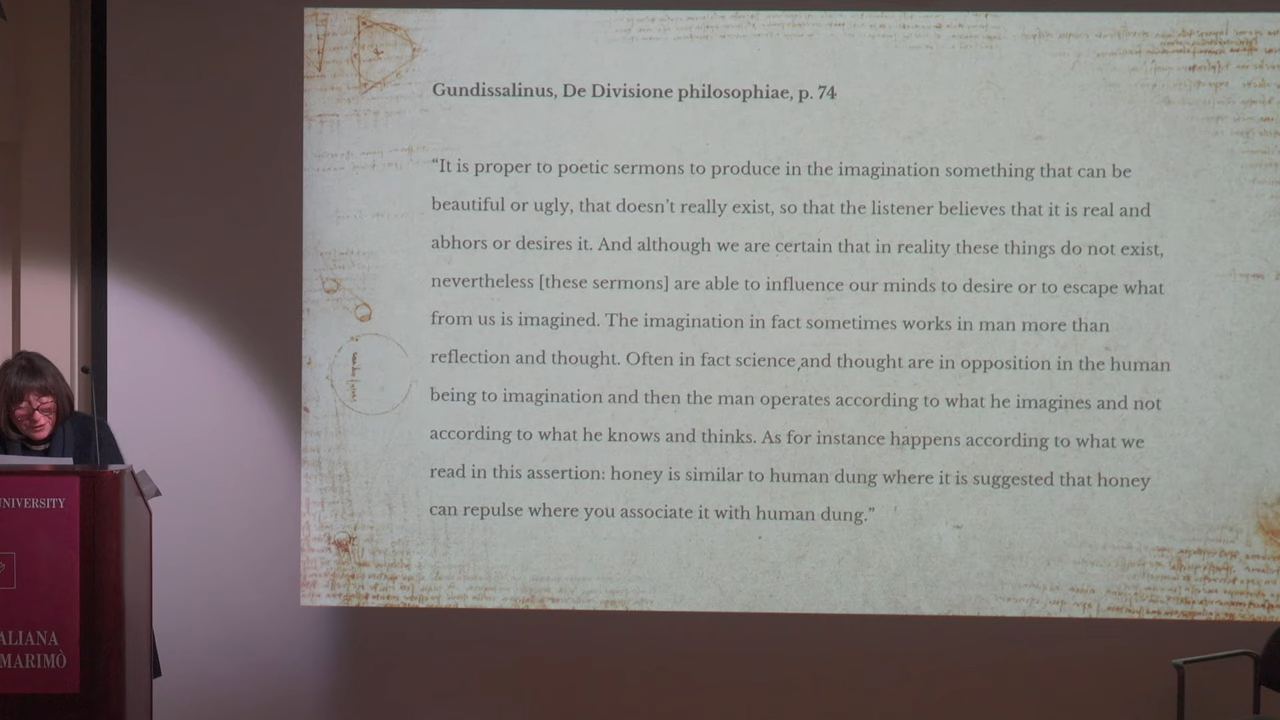 Gundissalinus, De Divisione philosophiae, p. 74
“It is proper to poetic sermons to produce in the imagination something that can be
beautiful or ugly, that doesn’t really exist, so that the listener believes that it is real and
abhors or desires it. And although we are certain that in reality these things do not exist,
nevertheless [these sermons] are able to influence our minds to desire or to escape what
from us is imagined. The imagination in fact sometimes works in man more than
reflection and thought. Often in fact science and thought are in opposition in the human
being to imagination and then the man operates according to what he imagines and not
according to what he knows and thinks. As for instance happens according to what we
read in this assertion: honey is similar to human dung where it is suggested that honey
can repulse where you associate it with human dung.”
UNIVERSITY
ALIANA
MARIMÒ